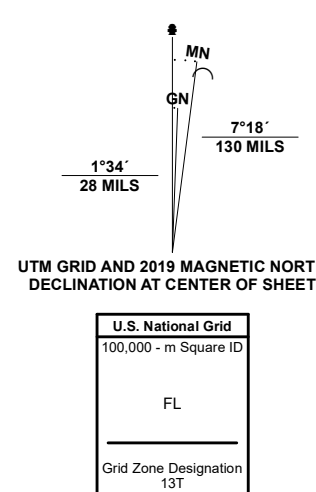 MN
GN
7°18´
130 MILS
1°34´
28 MILS
UTM GRID AND 2019 MAGNETIC NORT
DECLINATION AT CENTER OF SHEET
U.S. National Grid
100,000 - m Square ID
FL
Grid Zone Designation
13T